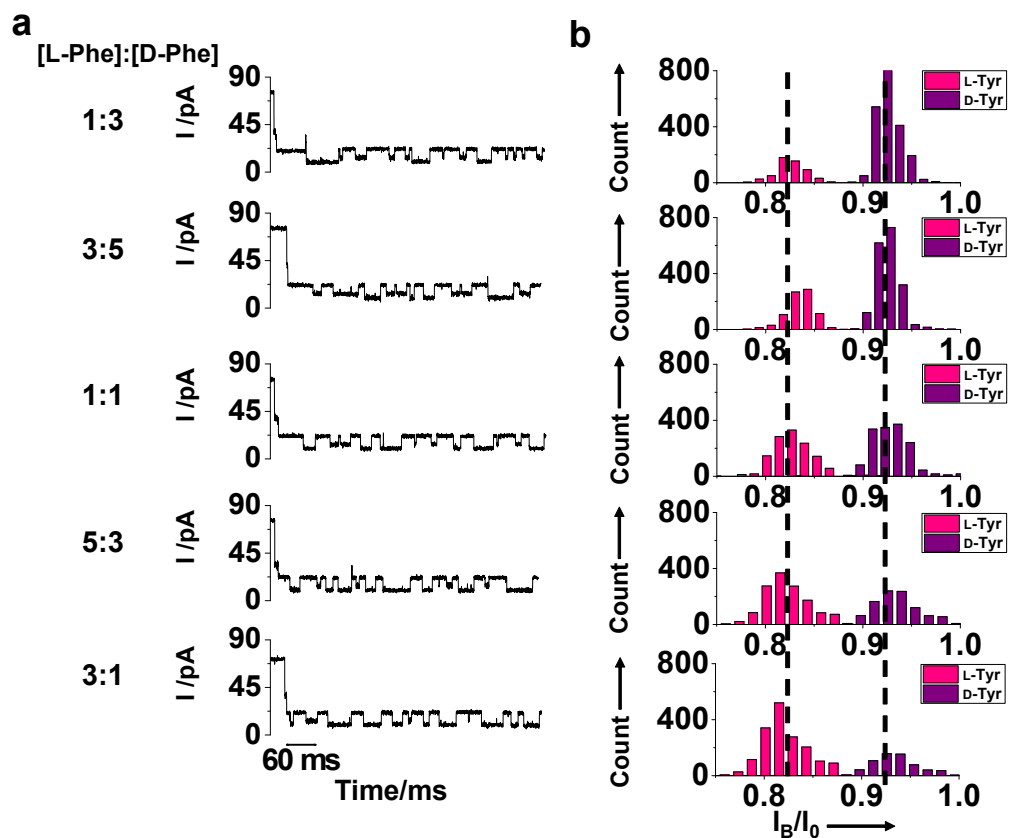 a
[L-Phe]:[D-Phe]
1:3
I /pA
90
45
0
3:5
I /pA
90
45
0
1:1
I /pA
90
45
0
5:3
I /pA
90
45
0
3:1
I /pA
90
45
0
60 ms
Time/ms
b
Count
800
400
0
L-Tyr
D-Tyr
0.8 0.9 1.0
Count
800
400
0
L-Tyr
D-Tyr
0.8 0.9 1.0
Count
800
400
0
L-Tyr
D-Tyr
0.8 0.9 1.0
Count
800
400
0
L-Tyr
D-Tyr
0.8 0.9 1.0
Count
800
400
0
L-Tyr
D-Tyr
0.8 0.9 1.0
I_B/I_0